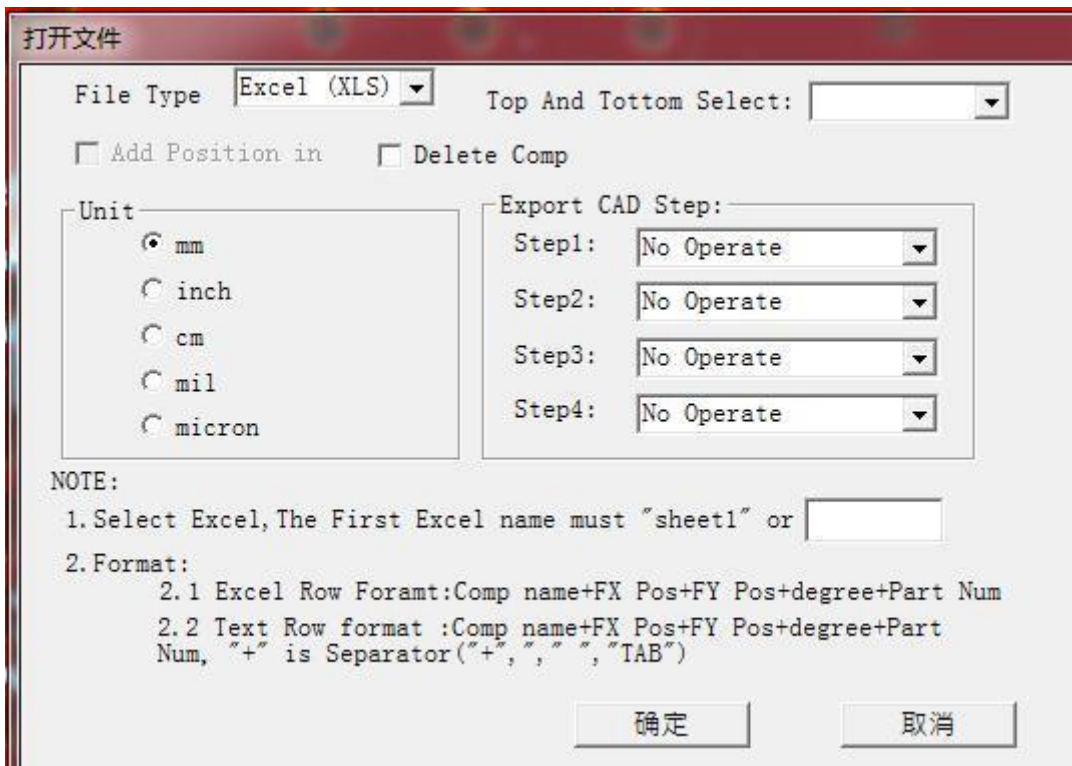 打开文件
File Type Excel (XLS) Top And Tottom Select:
Add Position in Delete Comp
Unit Export CAD Step:
mm Step1: No Operate
inch Step2: No Operate
cm Step3: No Operate
mil Step4: No Operate
micron
NOTE:
1.Select Excel,The First Excel name must "sheet1" or
2.Format:
2.1 Excel Row Foramt:Comp name+FX Pos+FY Pos+degree+Part Num
2.2 Text Row format :Comp name+FX Pos+FY Pos+degree+Part
Num, "+" is Separator("+","," ","TAB")
确定 取消